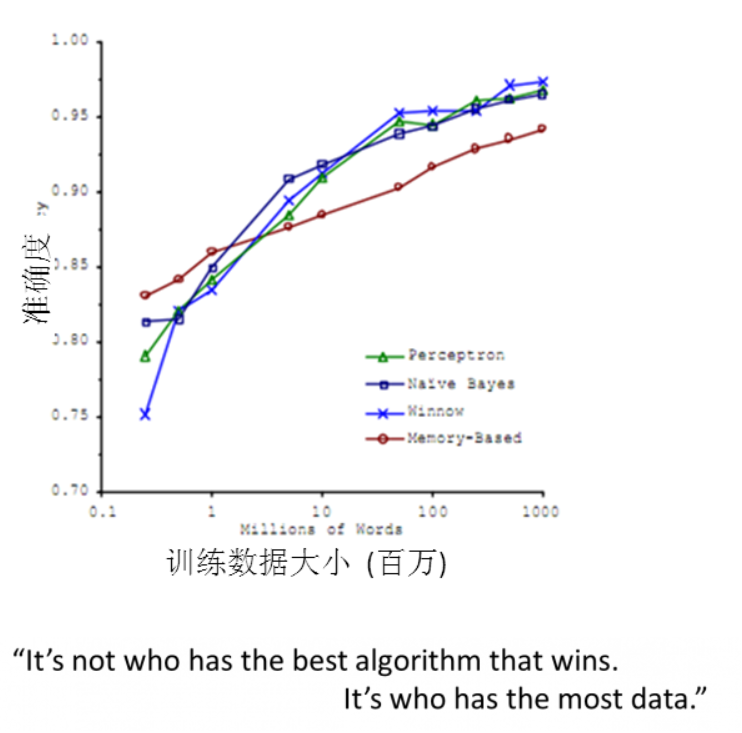 1.00
0.95
0.90
0.85
0.80
0.75
0.70
准确度
cy
Perceptron
Naïve Bayes
Winnow
Memory-Based
0.1 1 10 100 1000
Millions of Words
训练数据大小 (百万)
“It’s not who has the best algorithm that wins.
It’s who has the most data.”